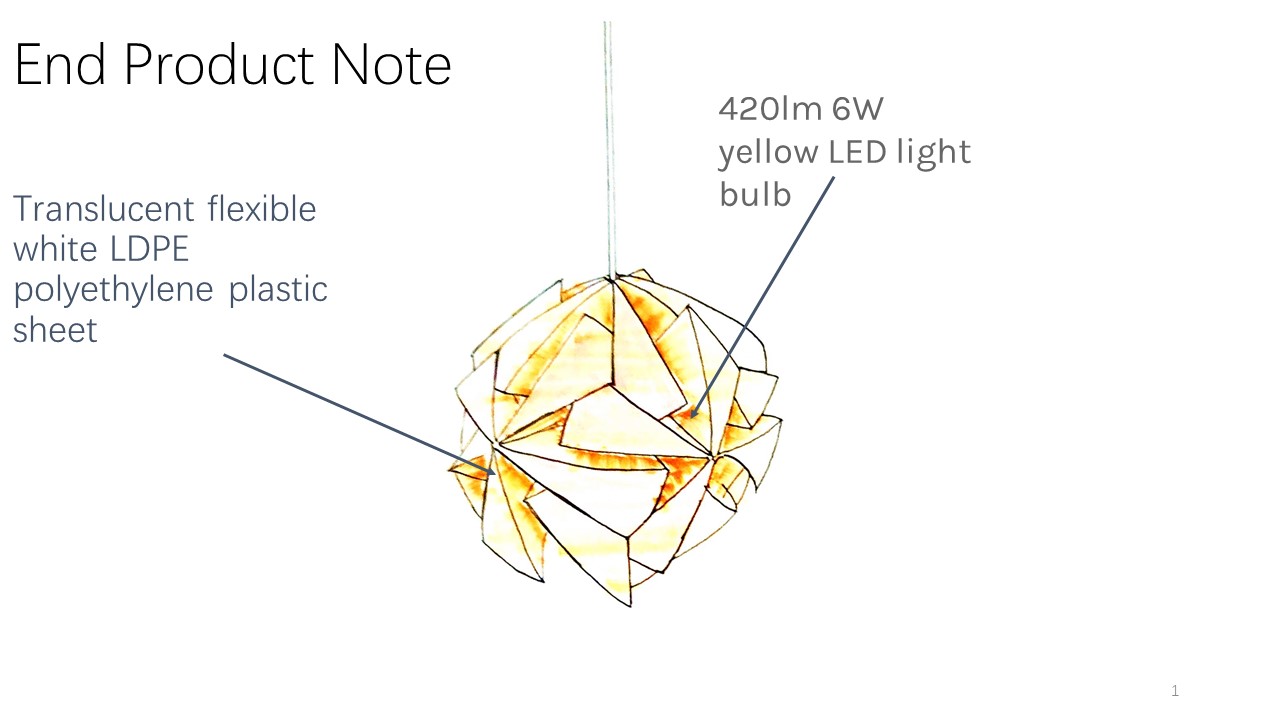 End Product Note
420lm 6W
yellow LED light
bulb
Translucent flexible
white LDPE
polyethylene plastic
sheet
1